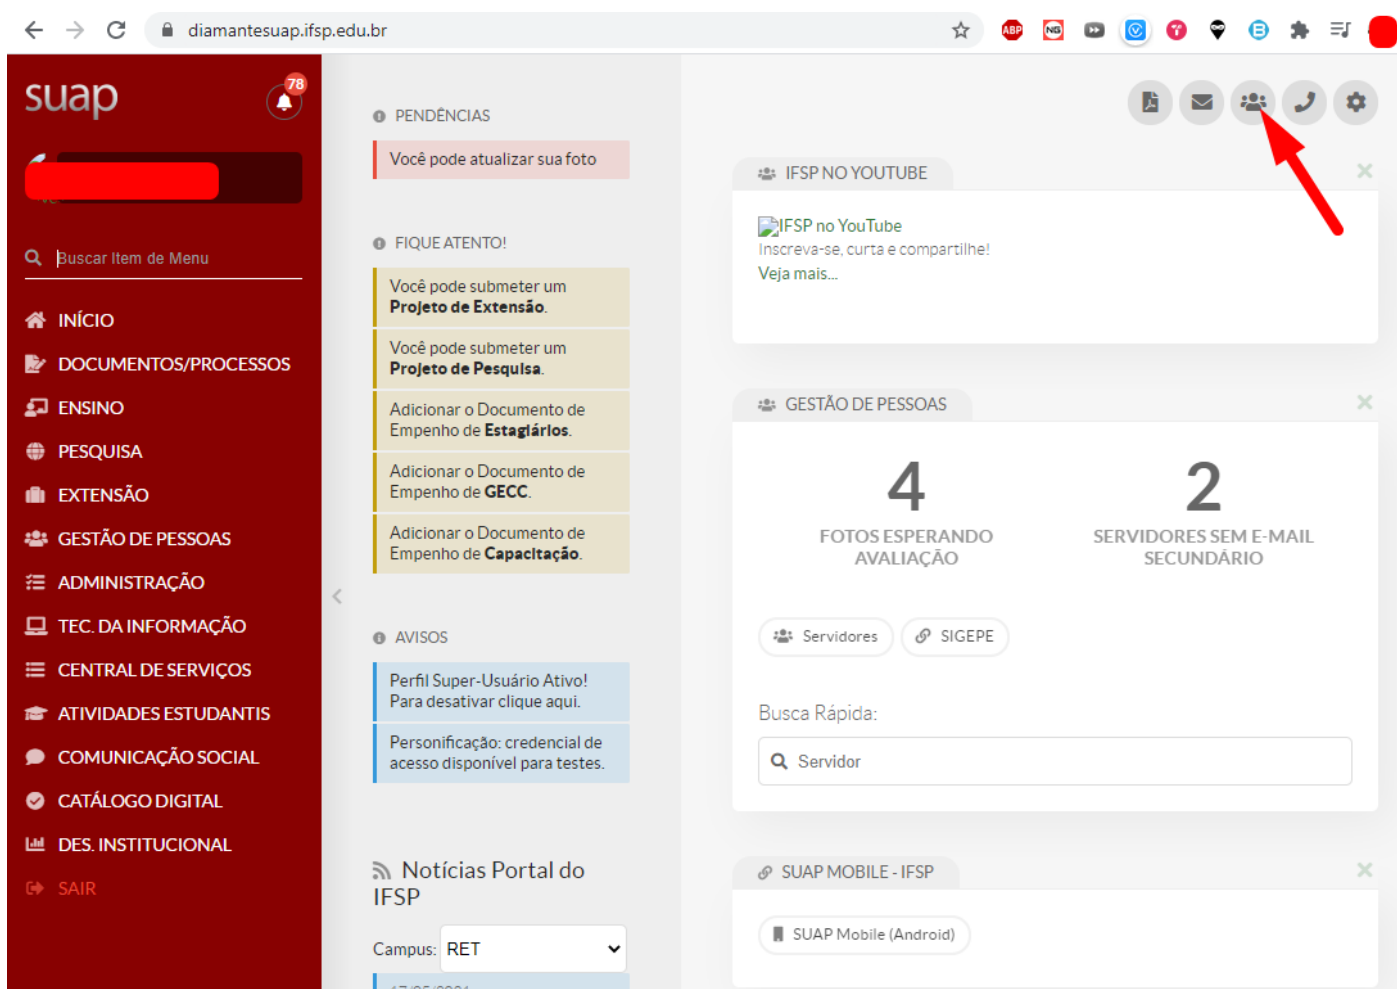 diamantesuap.ifsp.edu.br
ABP
NG
suap
78
Buscar Item de Menu
INÍCIO
DOCUMENTOS/PROCESSOS
ENSINO
PESQUISA
EXTENSÃO
GESTÃO DE PESSOAS
ADMINISTRAÇÃO
TEC. DA INFORMAÇÃO
CENTRAL DE SERVIÇOS
ATIVIDADES ESTUDANTIS
COMUNICAÇÃO SOCIAL
CATÁLOGO DIGITAL
DES. INSTITUCIONAL
SAIR
PENDÊNCIAS
Você pode atualizar sua foto
FIQUE ATENTO!
Você pode submeter um
Projeto de Extensão.
Você pode submeter um
Projeto de Pesquisa.
Adicionar o Documento de
Empenho de Estagiários.
Adicionar o Documento de
Empenho de GECC.
Adicionar o Documento de
Empenho de Capacitação.
AVISOS
Perfil Super-Usuário Ativo!
Para desativar clique aqui.
Personificação: credencial de
acesso disponível para testes.
Notícias Portal do
IFSP
Campus: RET
IFSP NO YOUTUBE
IFSP no YouTube
Inscreva-se, curta e compartilhe!
Veja mais...
GESTÃO DE PESSOAS
4
FOTOS ESPERANDO
AVALIAÇÃO
2
SERVIDORES SEM E-MAIL
SECUNDÁRIO
Servidores
SIGEPE
Busca Rápida:
Servidor
SUAP MOBILE - IFSP
SUAP Mobile (Android)